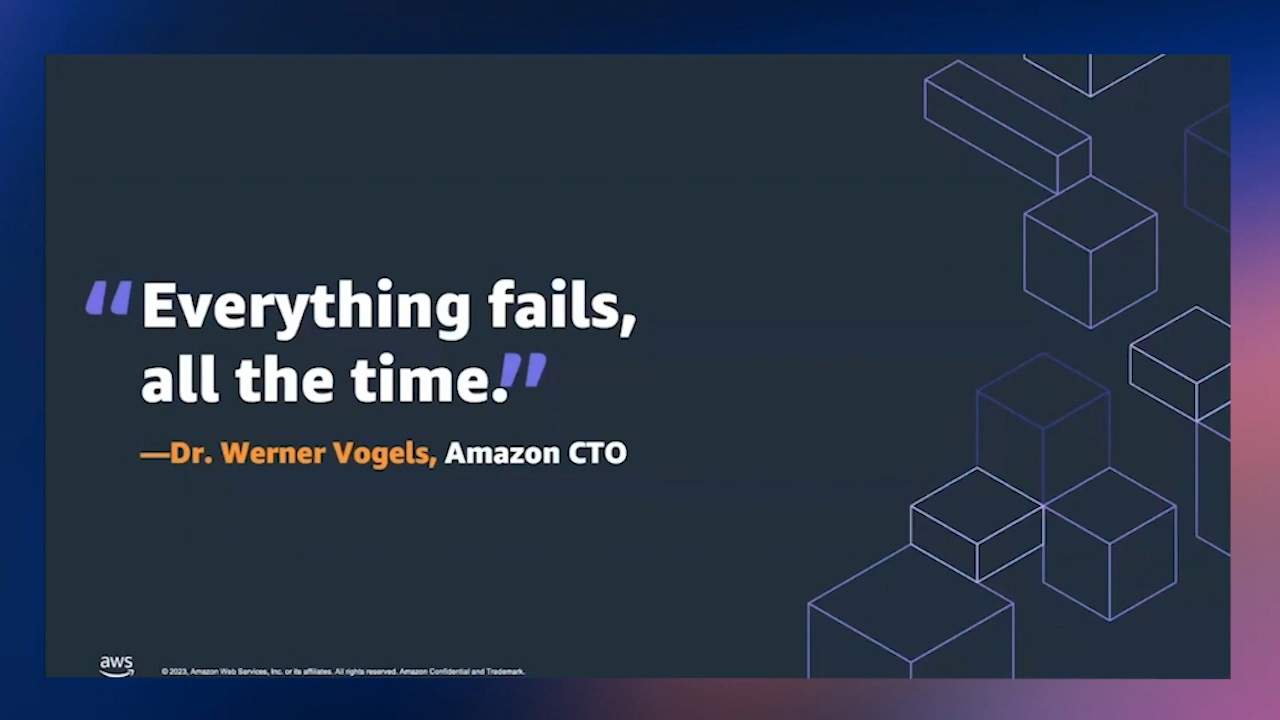 “Everything fails,
all the time.”
—Dr. Werner Vogels, Amazon CTO
aws
© 2023, Amazon Web Services, Inc. or its affiliates. All rights reserved. Amazon Confidential and Trademark.